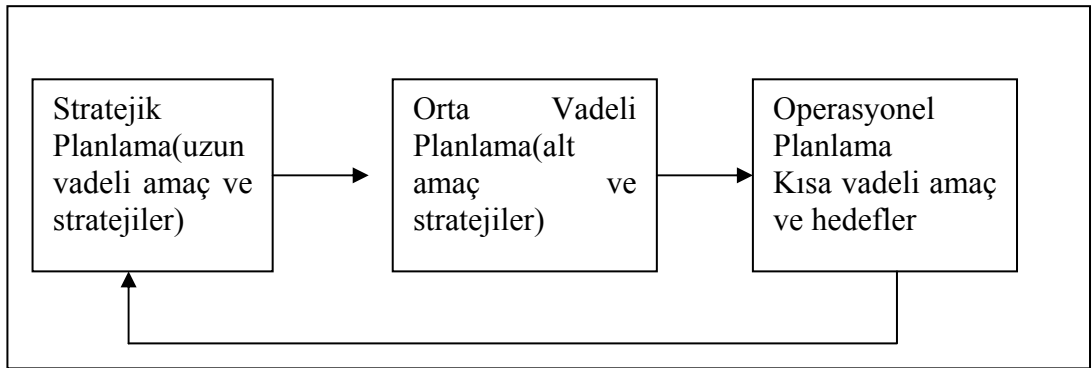 Stratejik
Planlama(uzun
vadeli amaç ve
stratejiler)
Orta Vadeli
Planlama(alt
amaç ve
stratejiler)
Operasyonel
Planlama
Kısa vadeli amaç
ve hedefler